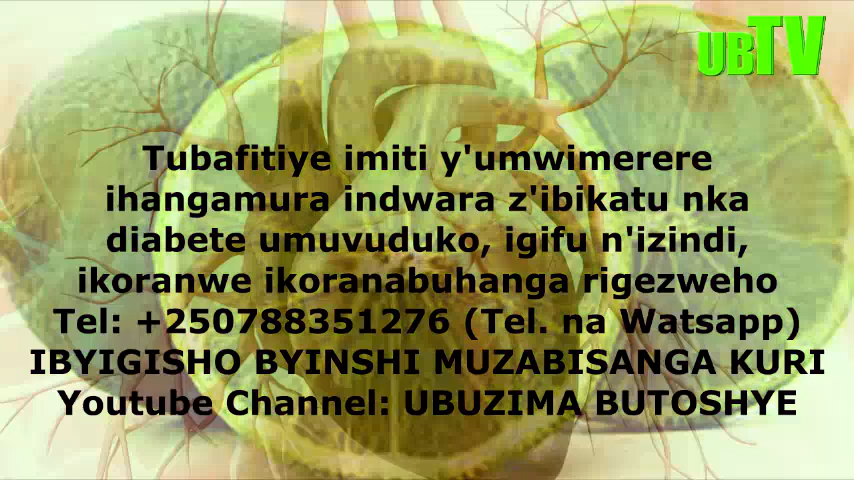 UBTV
Tubafitiye imiti y'umwimerere
ihangamura indwara z'ibikatu nka
diabete umuvuduko, igifu n'izindi,
ikoranwe ikoranabuhanga rigezweho
Tel: +250788351276 (Tel. na Watsapp)
IBYIGISHO BYINSHI MUZABISANGA KURI
Youtube Channel: UBUZIMA BUTOSHYE